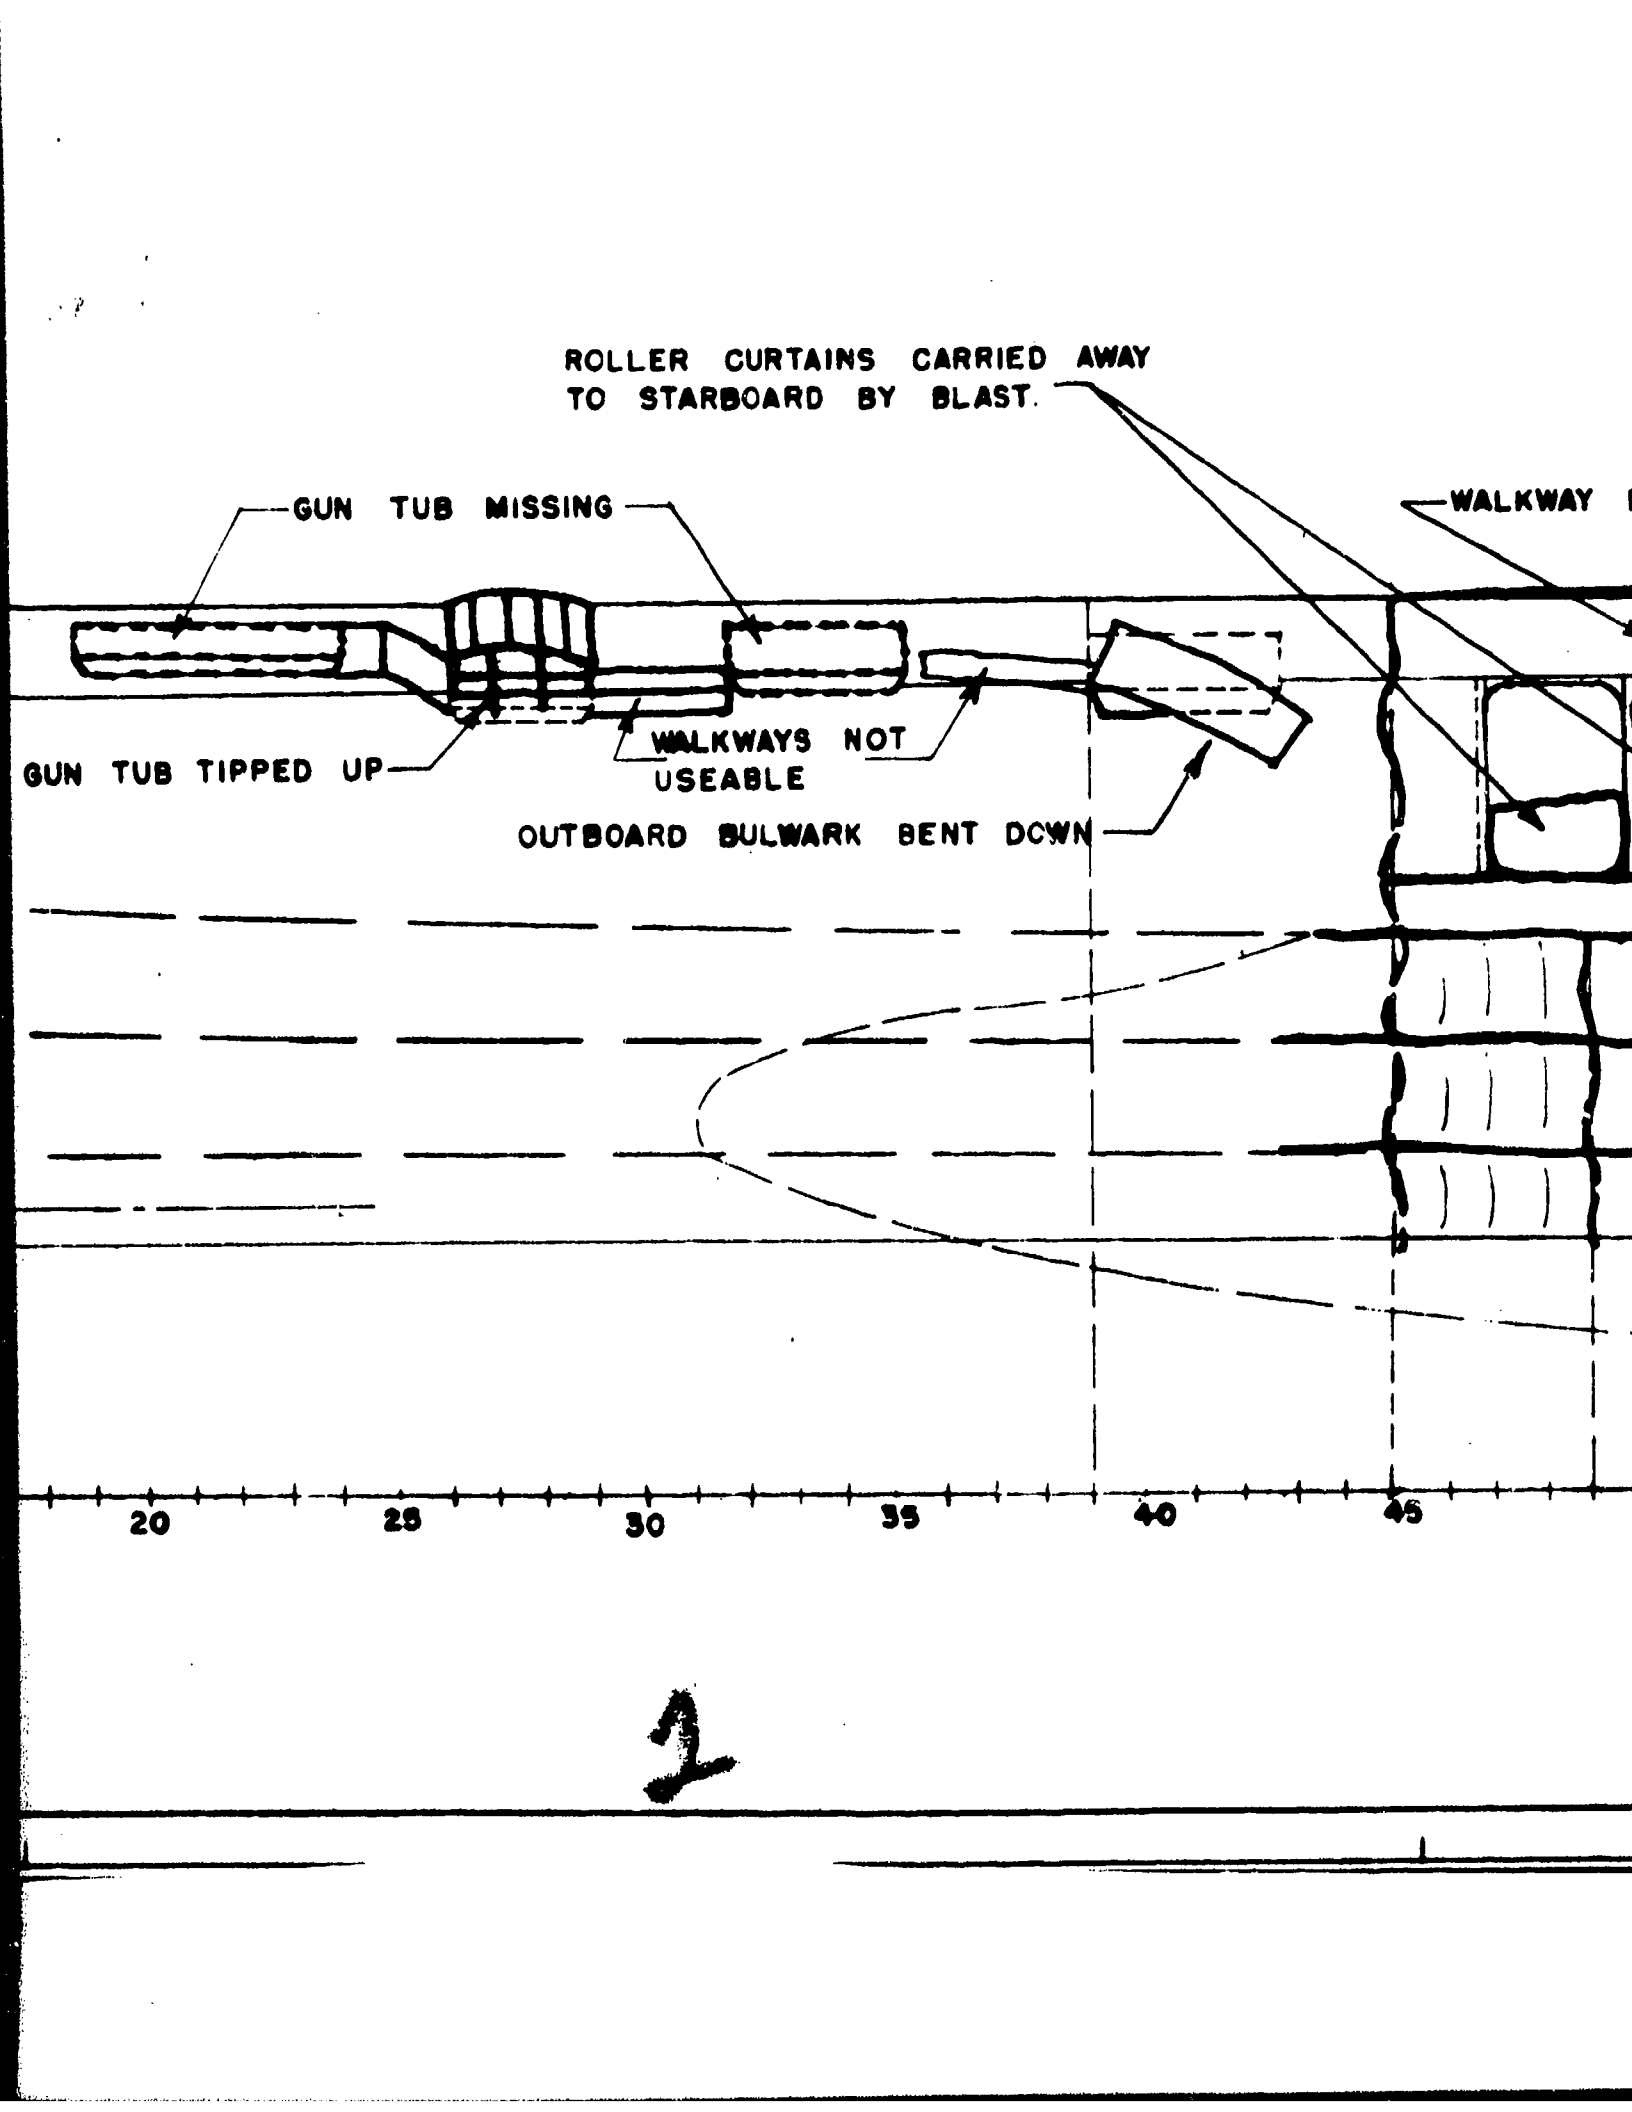 ROLLER CURTAINS CARRIED AWAY
TO STARBOARD BY BLAST.
GUN TUB MISSING
WALKWAY
WALKWAYS NOT
USEABLE
GUN TUB TIPPED UP
OUTBOARD BULWARK BENT DOWN
20 25 30 35 40 45
2